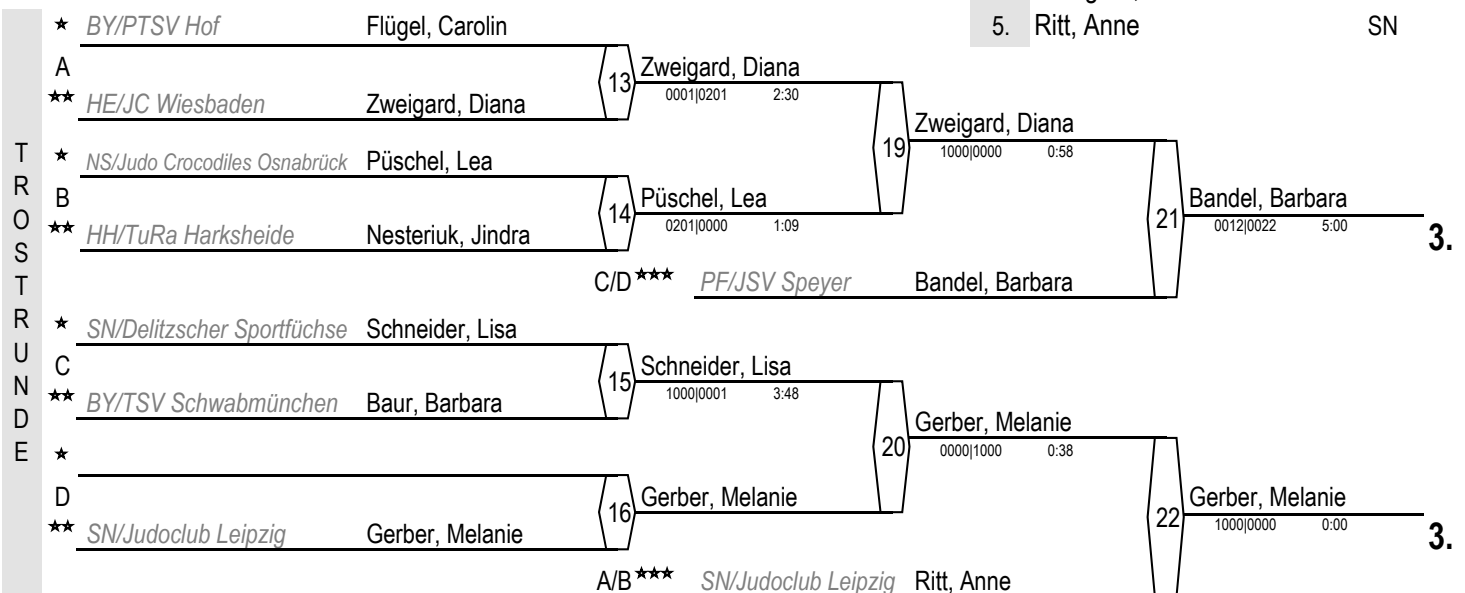 5. Ritt, Anne SN
TROSTRUNDE
★ BY/PTSV Hof Flügel, Carolin
A
13 Zweigard, Diana
0001|0201 2:30
★★ HE/JC Wiesbaden Zweigard, Diana
19 Zweigard, Diana
1000|0000 0:58
★ NS/Judo Crocodiles Osnabrück Püschel, Lea
B
14 Püschel, Lea
0201|0000 1:09
★★ HH/TuRa Harksheide Nesteriuk, Jindra
21 Bandel, Barbara
0012|0022 5:00
3.
C/D ★★★ PF/JSV Speyer Bandel, Barbara
★ SN/Delitzscher Sportfüchse Schneider, Lisa
C
15 Schneider, Lisa
1000|0001 3:48
★★ BY/TSV Schwabmünchen Baur, Barbara
20 Gerber, Melanie
0000|1000 0:38
★
D
16 Gerber, Melanie
★★ SN/Judoclub Leipzig Gerber, Melanie
22 Gerber, Melanie
1000|0000 0:00
3.
A/B ★★★ SN/Judoclub Leipzig Ritt, Anne